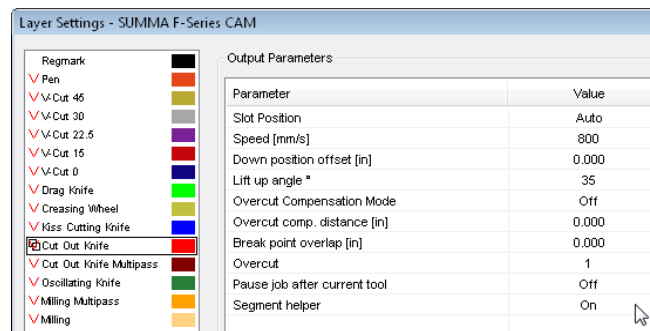 Layer Settings - SUMMA F-Series CAM
Regmark
Pen
V-Cut 45
V-Cut 30
V-Cut 22.5
V-Cut 15
V-Cut 0
Drag Knife
Creasing Wheel
Kiss Cutting Knife
Cut Out Knife
Cut Out Knife Multipass
Oscillating Knife
Milling Multipass
Milling
Output Parameters
Parameter Value
Slot Position Auto
Speed [mm/s] 800
Down position offset [in] 0.000
Lift up angle ° 35
Overcut Compensation Mode Off
Overcut comp. distance [in] 0.000
Break point overlap [in] 0.000
Overcut 1
Pause job after current tool Off
Segment helper On